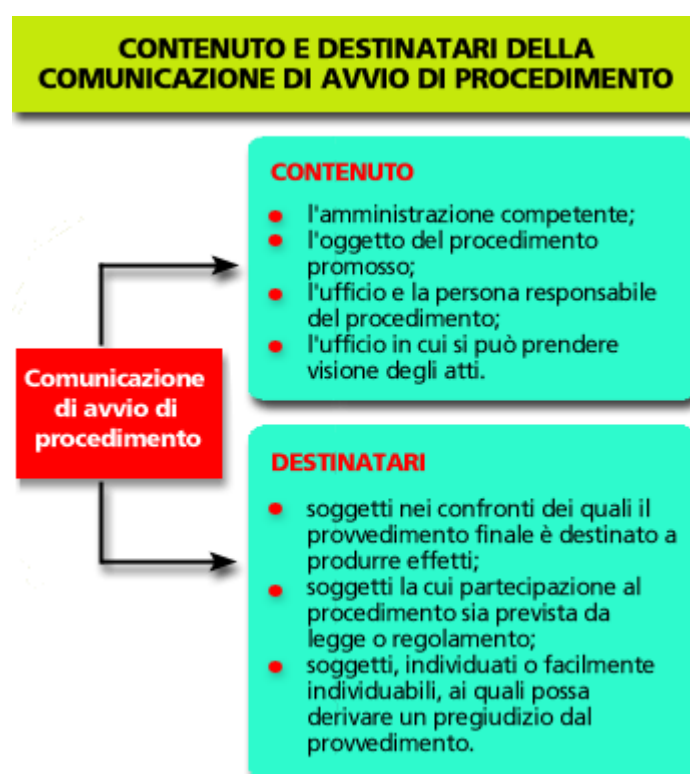 CONTENUTO E DESTINATARI DELLA
COMUNICAZIONE DI AVVIO DI PROCEDIMENTO
CONTENUTO
l'amministrazione competente;
l'oggetto del procedimento
promosso;
l'ufficio e la persona responsabile
del procedimento;
l'ufficio in cui si può prendere
visione degli atti.
Comunicazione
di avvio di
procedimento
DESTINATARI
soggetti nei confronti dei quali il
provvedimento finale è destinato a
produrre effetti;
soggetti la cui partecipazione al
procedimento sia prevista da
legge o regolamento;
soggetti, individuati o facilmente
individuabili, ai quali possa
derivare un pregiudizio dal
provvedimento.